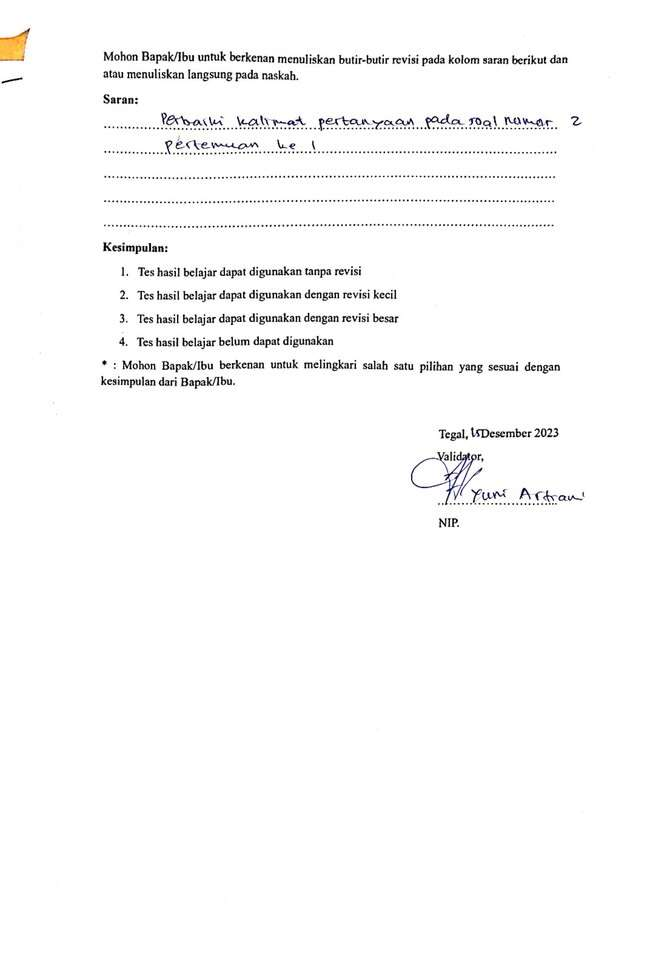 Mohon Bapak/Ibu untuk berkenan menuliskan butir-butir revisi pada kolom saran berikut dan
atau menuliskan langsung pada naskah.
Saran:
Perbaiki kalimat pertanyaan pada soal nomor 2
pertemuan ke 1
Kesimpulan:
1. Tes hasil belajar dapat digunakan tanpa revisi
2. Tes hasil belajar dapat digunakan dengan revisi kecil
3. Tes hasil belajar dapat digunakan dengan revisi besar
4. Tes hasil belajar belum dapat digunakan
* : Mohon Bapak/Ibu berkenan untuk melingkari salah satu pilihan yang sesuai dengan
kesimpulan dari Bapak/Ibu.
Tegal, 15 Desember 2023
Validator,
Yuni Artrani
NIP.